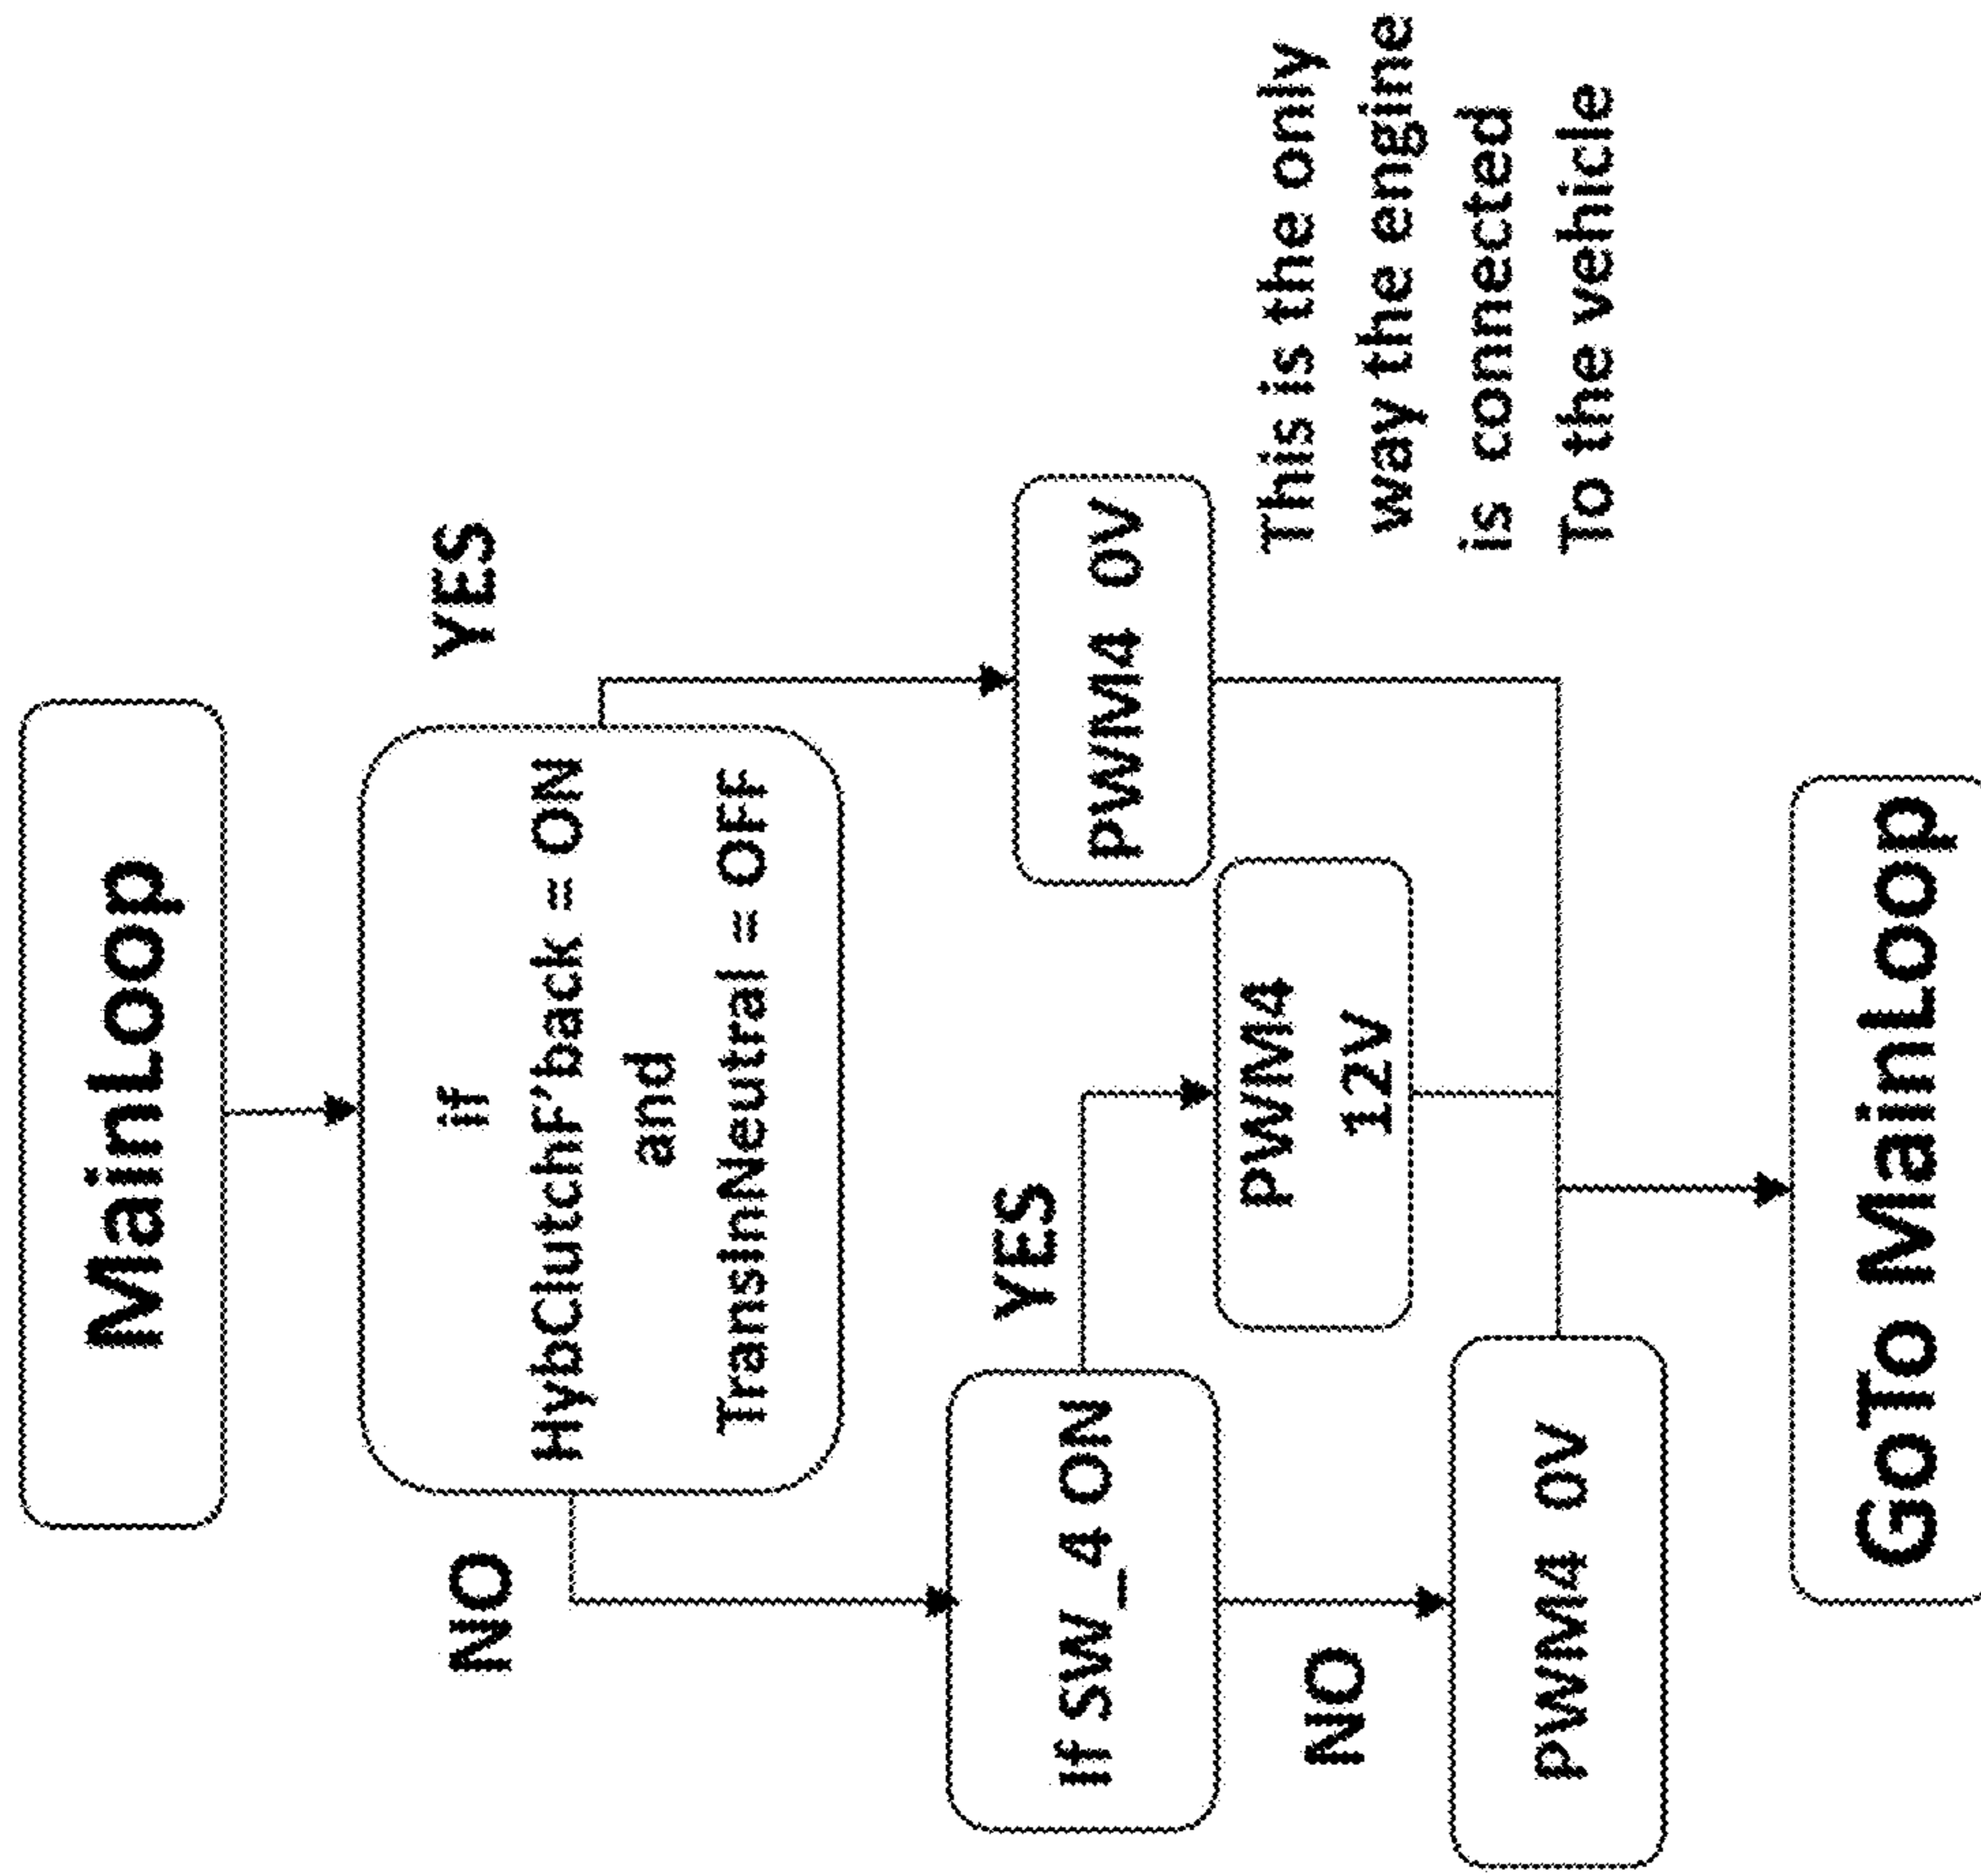 MainLoop
if
HybClutchF'back = ON
and
TransInNeutral = OFF
NO
YES
If SW_4 ON
YES
PWM4 0V
NO
PWM4
12V
PWM4 0V
This is the only
way the engine
is connected
To the vehicle
GoTo MainLoop